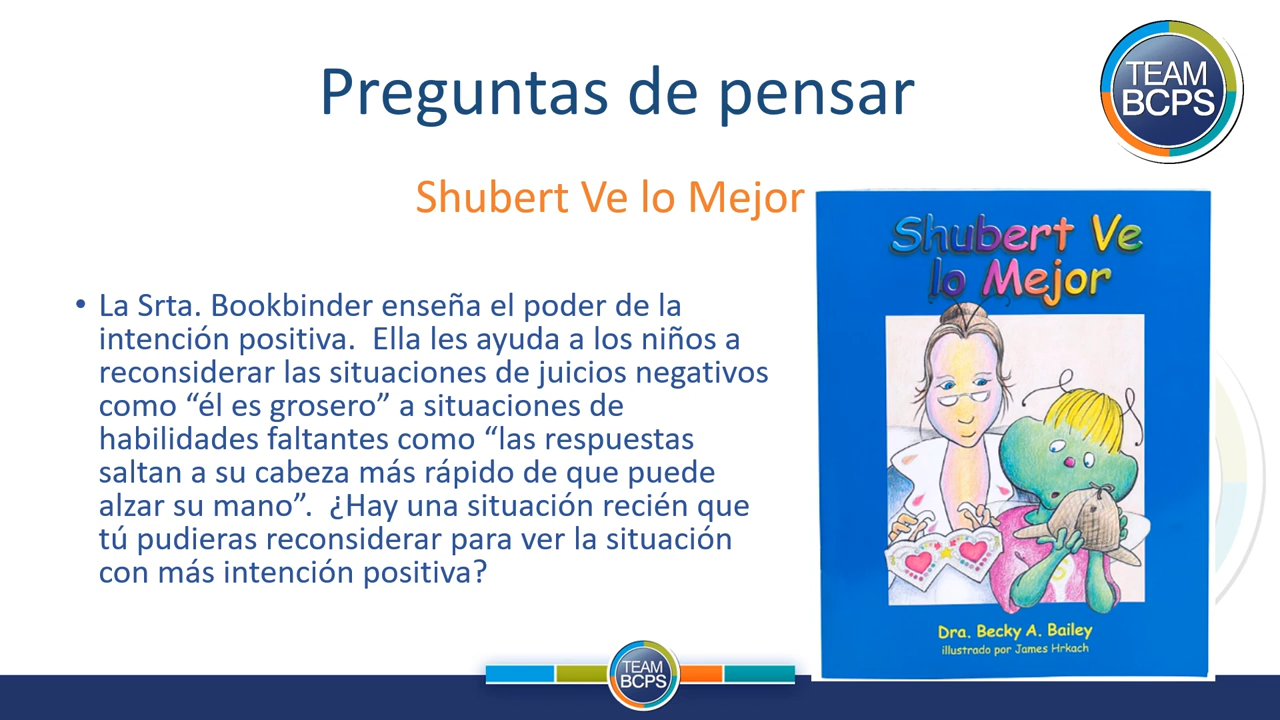 Preguntas de pensar
TEAM
BCPS
Shubert Ve lo Mejor
• La Srta. Bookbinder enseña el poder de la
intención positiva.  Ella les ayuda a los niños a
reconsiderar las situaciones de juicios negativos
como “él es grosero” a situaciones de
habilidades faltantes como “las respuestas
saltan a su cabeza más rápido de que puede
alzar su mano”.  ¿Hay una situación recién que
tú pudieras reconsiderar para ver la situación
con más intención positiva?
Shubert Ve
lo Mejor
Dra. Becky A. Bailey
illustrado por James Hrkach
TEAM
BCPS